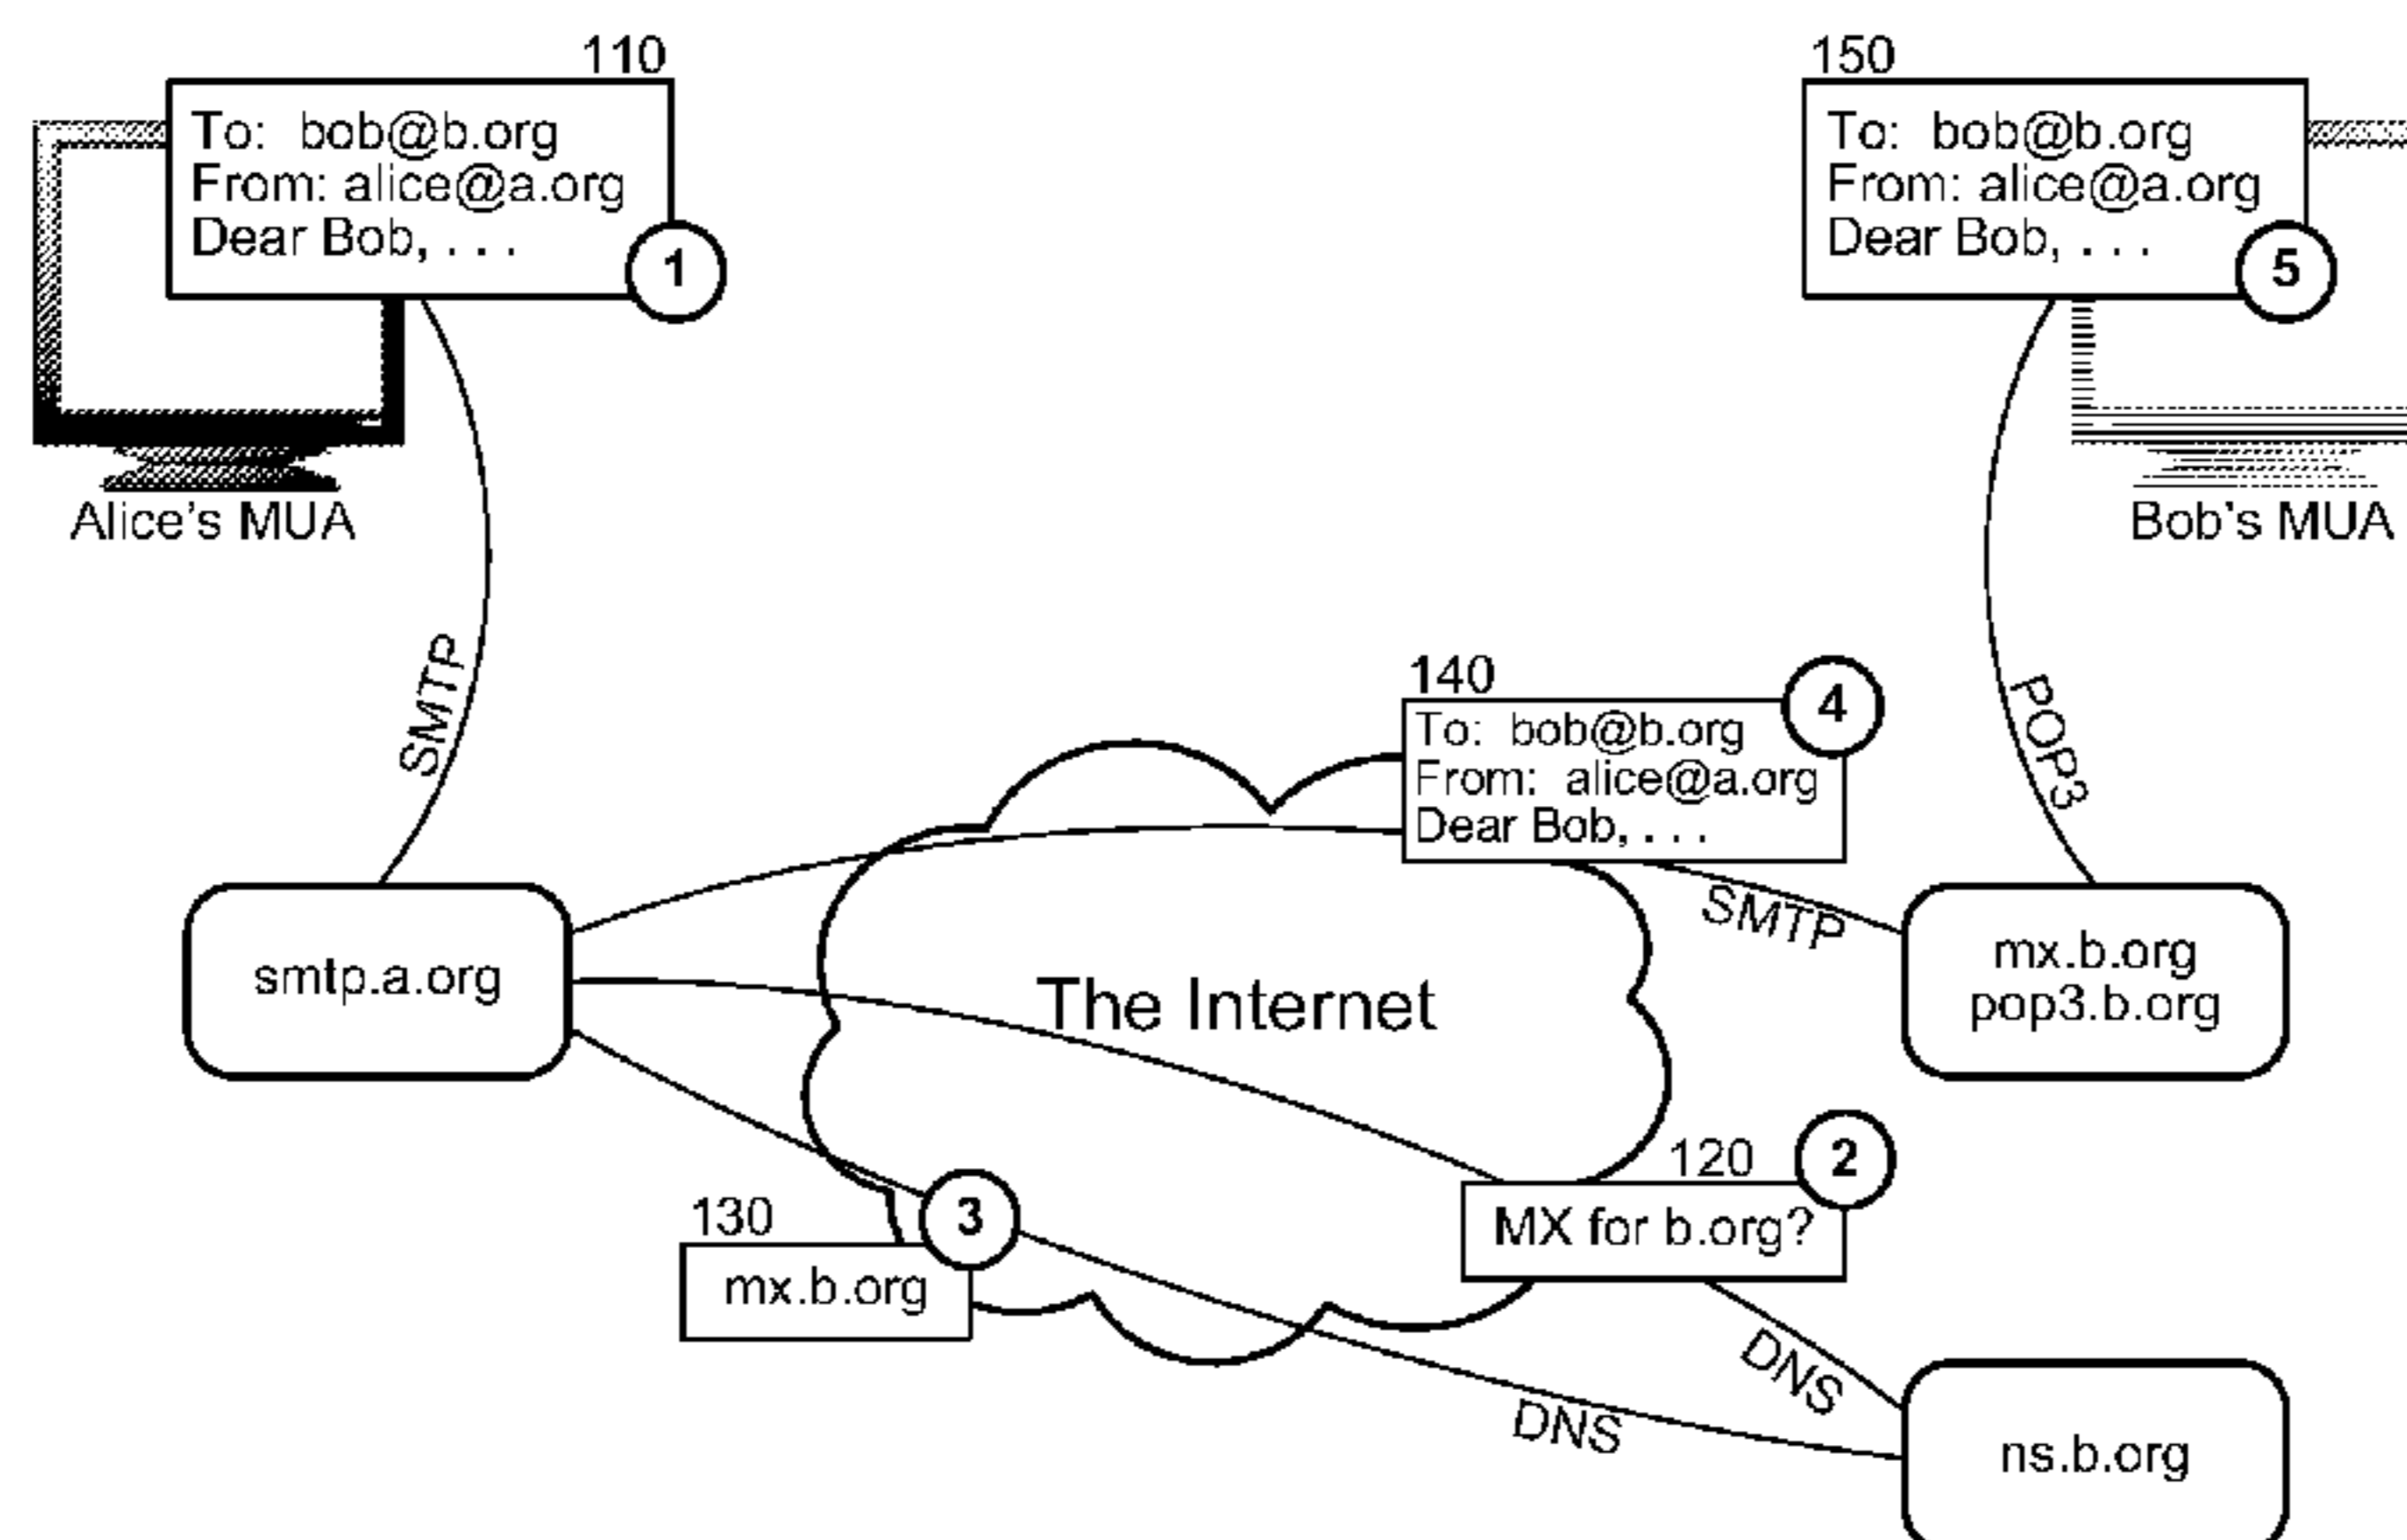 110
To: bob@b.org
From: alice@a.org
Dear Bob, . . .
1
Alice's MUA
150
To: bob@b.org
From: alice@a.org
Dear Bob, . . .
5
Bob's MUA
SMTP
POP3
140
4
To: bob@b.org
From: alice@a.org
Dear Bob, . . .
SMTP
smtp.a.org
The Internet
mx.b.org
pop3.b.org
120
2
MX for b.org?
130
3
mx.b.org
DNS
DNS
ns.b.org